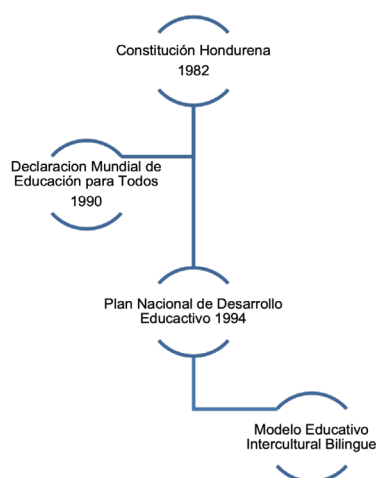 Constitución Hondurena
1982
Declaracion Mundial de
Educación para Todos
1990
Plan Nacional de Desarrollo
Educactivo 1994
Modelo Educativo
Intercultural Bilingue